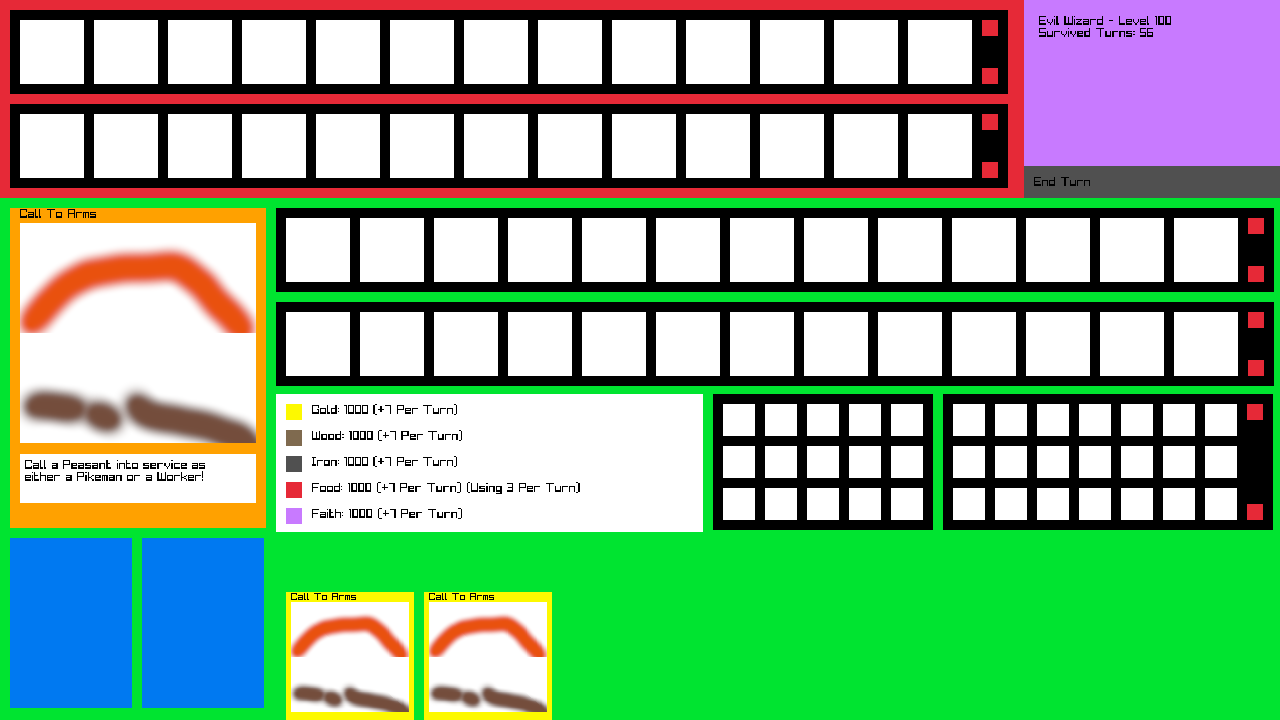 Evil Wizard - Level 100
Survived Turns: 56
End Turn
Call To Arms
Call a Peasant into service as
either a Pikeman or a Worker!
Gold: 1000 (+7 Per Turn)
Wood: 1000 (+7 Per Turn)
Iron: 1000 (+7 Per Turn)
Food: 1000 (+7 Per Turn) (Using 3 Per Turn)
Faith: 1000 (+7 Per Turn)
Call To Arms
Call To Arms